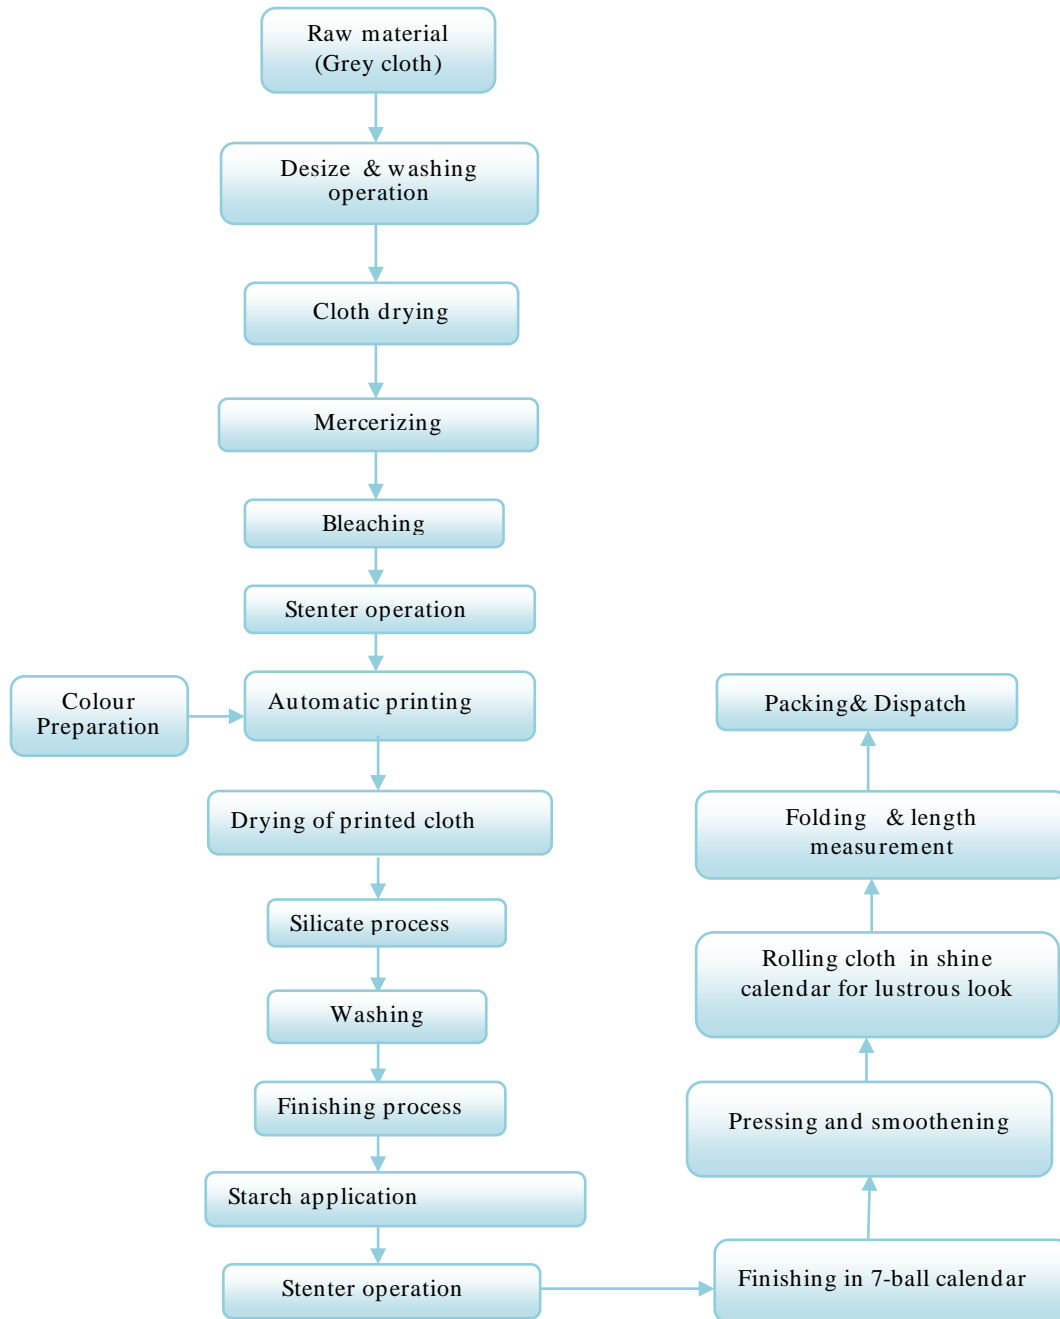 Raw material
(Grey cloth)
Desize & washing
operation
Cloth drying
Mercerizing
Bleaching
Stenter operation
Colour
Preparation
Automatic printing
Drying of printed cloth
Silicate process
Washing
Finishing process
Starch application
Stenter operation
Finishing in 7-ball calendar
Pressing and smoothening
Rolling cloth in shine
calendar for lustrous look
Folding & length
measurement
Packing& Dispatch